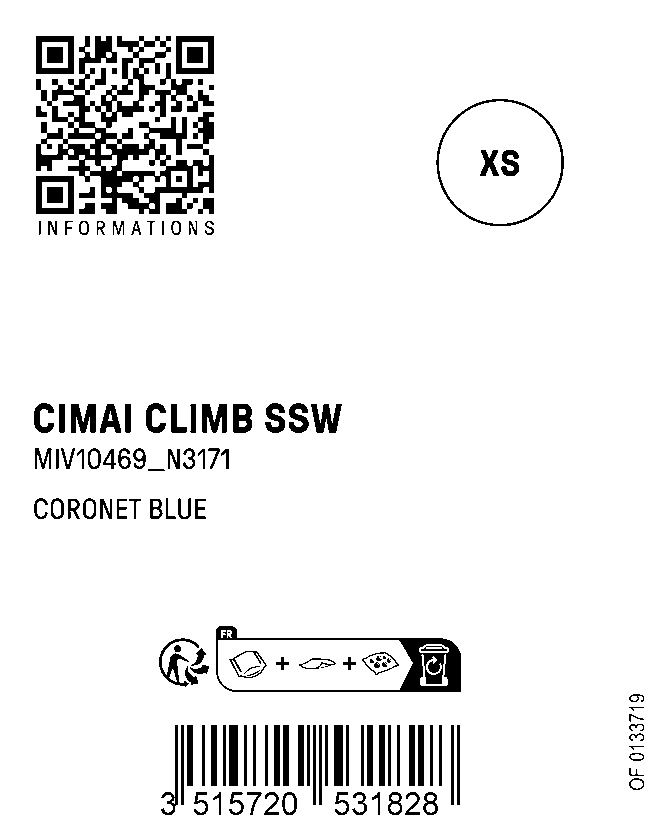 INFORMATIONS
XS
CIMAI CLIMB SSW
MIV10469_N3171
CORONET BLUE
FR
3 515720 531828
OF 0133719